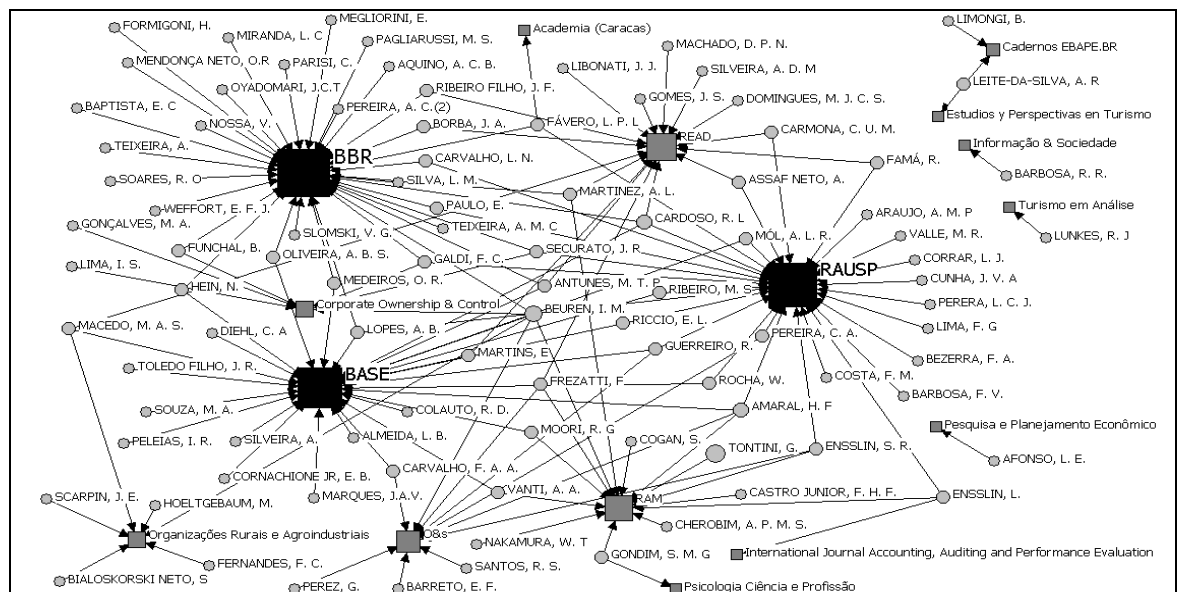 MEGLIORINI, E.
LIMONGI, B.
FORMIGONI, H.
Academia (Caracas)
MIRANDA, L. C
PAGLIARUSSI, M. S.
MACHADO, D. P. N.
Cadernos EBAPE.BR
MENDONÇA NETO, O.R
PARISI, C.
AQUINO, A. C. B.
LIBONATI, J. J.
SILVEIRA, A. D. M
LEITE-DA-SILVA, A. R
OYADOMARI, J.C.T
RIBEIRO FILHO, J. F.
GOMES, J. S.
DOMINGUES, M. J. C. S.
BAPTISTA, E. C
PEREIRA, A. C.(2)
Estudios y Perspectivas en Turismo
NOSSA, V.
BORBA, J. A.
FÁVERO, L. P. L
READ
CARMONA, C. U. M.
TEIXEIRA, A.
BBR
Informação & Sociedade
CARVALHO, L. N.
FAMÁ, R.
SOARES, R. O
SILVA, L. M.
MARTINEZ, A. L.
ASSAF NETO, A.
BARBOSA, R. R.
WEFFORT, E. F. J.
PAULO, E.
Turismo em Análise
GONÇALVES, M. A.
SLOMSKI, V. G.
TEIXEIRA, A. M. C
CARDOSO, R. L
ARAUJO, A. M. P
FUNCHAL, B.
OLIVEIRA, A. B. S.
SECURATO, J. R
MÓL, A. L. R.
VALLE, M. R.
LUNKES, R. J
LIMA, I. S.
GALDI, F. C.
CORRAR, L. J.
HEIN, N.
MEDEIROS, O. R.
ANTUNES, M. T. P
RIBEIRO, M. S
RAUSP
CUNHA, J. V. A
Corporate Ownership & Control
BEUREN, I. M.
PERERA, L. C. J.
MACEDO, M. A. S.
DIEHL, C. A
LOPES, A. B.
RICCIO, E. L.
PEREIRA, C. A.
LIMA, F. G
MARTINS, E
GUERREIRO, R.
BEZERRA, F. A.
TOLEDO FILHO, J. R.
BASE
FREZATTI, F.
ROCHA, W.
COSTA, F. M.
BARBOSA, F. V.
SOUZA, M. A.
COLAUTO, R. D.
AMARAL, H. F
PELEIAS, I. R.
SILVEIRA, A.
ALMEIDA, L. B.
MOORI, R. G
COGAN, S.
TONTINI, G.
ENSSLIN, S. R.
Pesquisa e Planejamento Econômico
AFONSO, L. E.
CORNACHIONE JR, E. B.
CARVALHO, F. A. A.
SCARPIN, J. E.
HOELTGEBAUM, M.
MARQUES, J.A.V.
VANTI, A. A.
RAM
CASTRO JUNIOR, F. H. F.
ENSSLIN, L.
Organizações Rurais e Agroindustriais
O&s
CHEROBIM, A. P. M. S.
NAKAMURA, W. T
GONDIM, S. M. G
International Journal Accounting, Auditing and Performance Evaluation
BIALOSKORSKI NETO, S
FERNANDES, F. C.
SANTOS, R. S.
PEREZ, G.
BARRETO, E. F.
Psicologia Ciência e Profissão